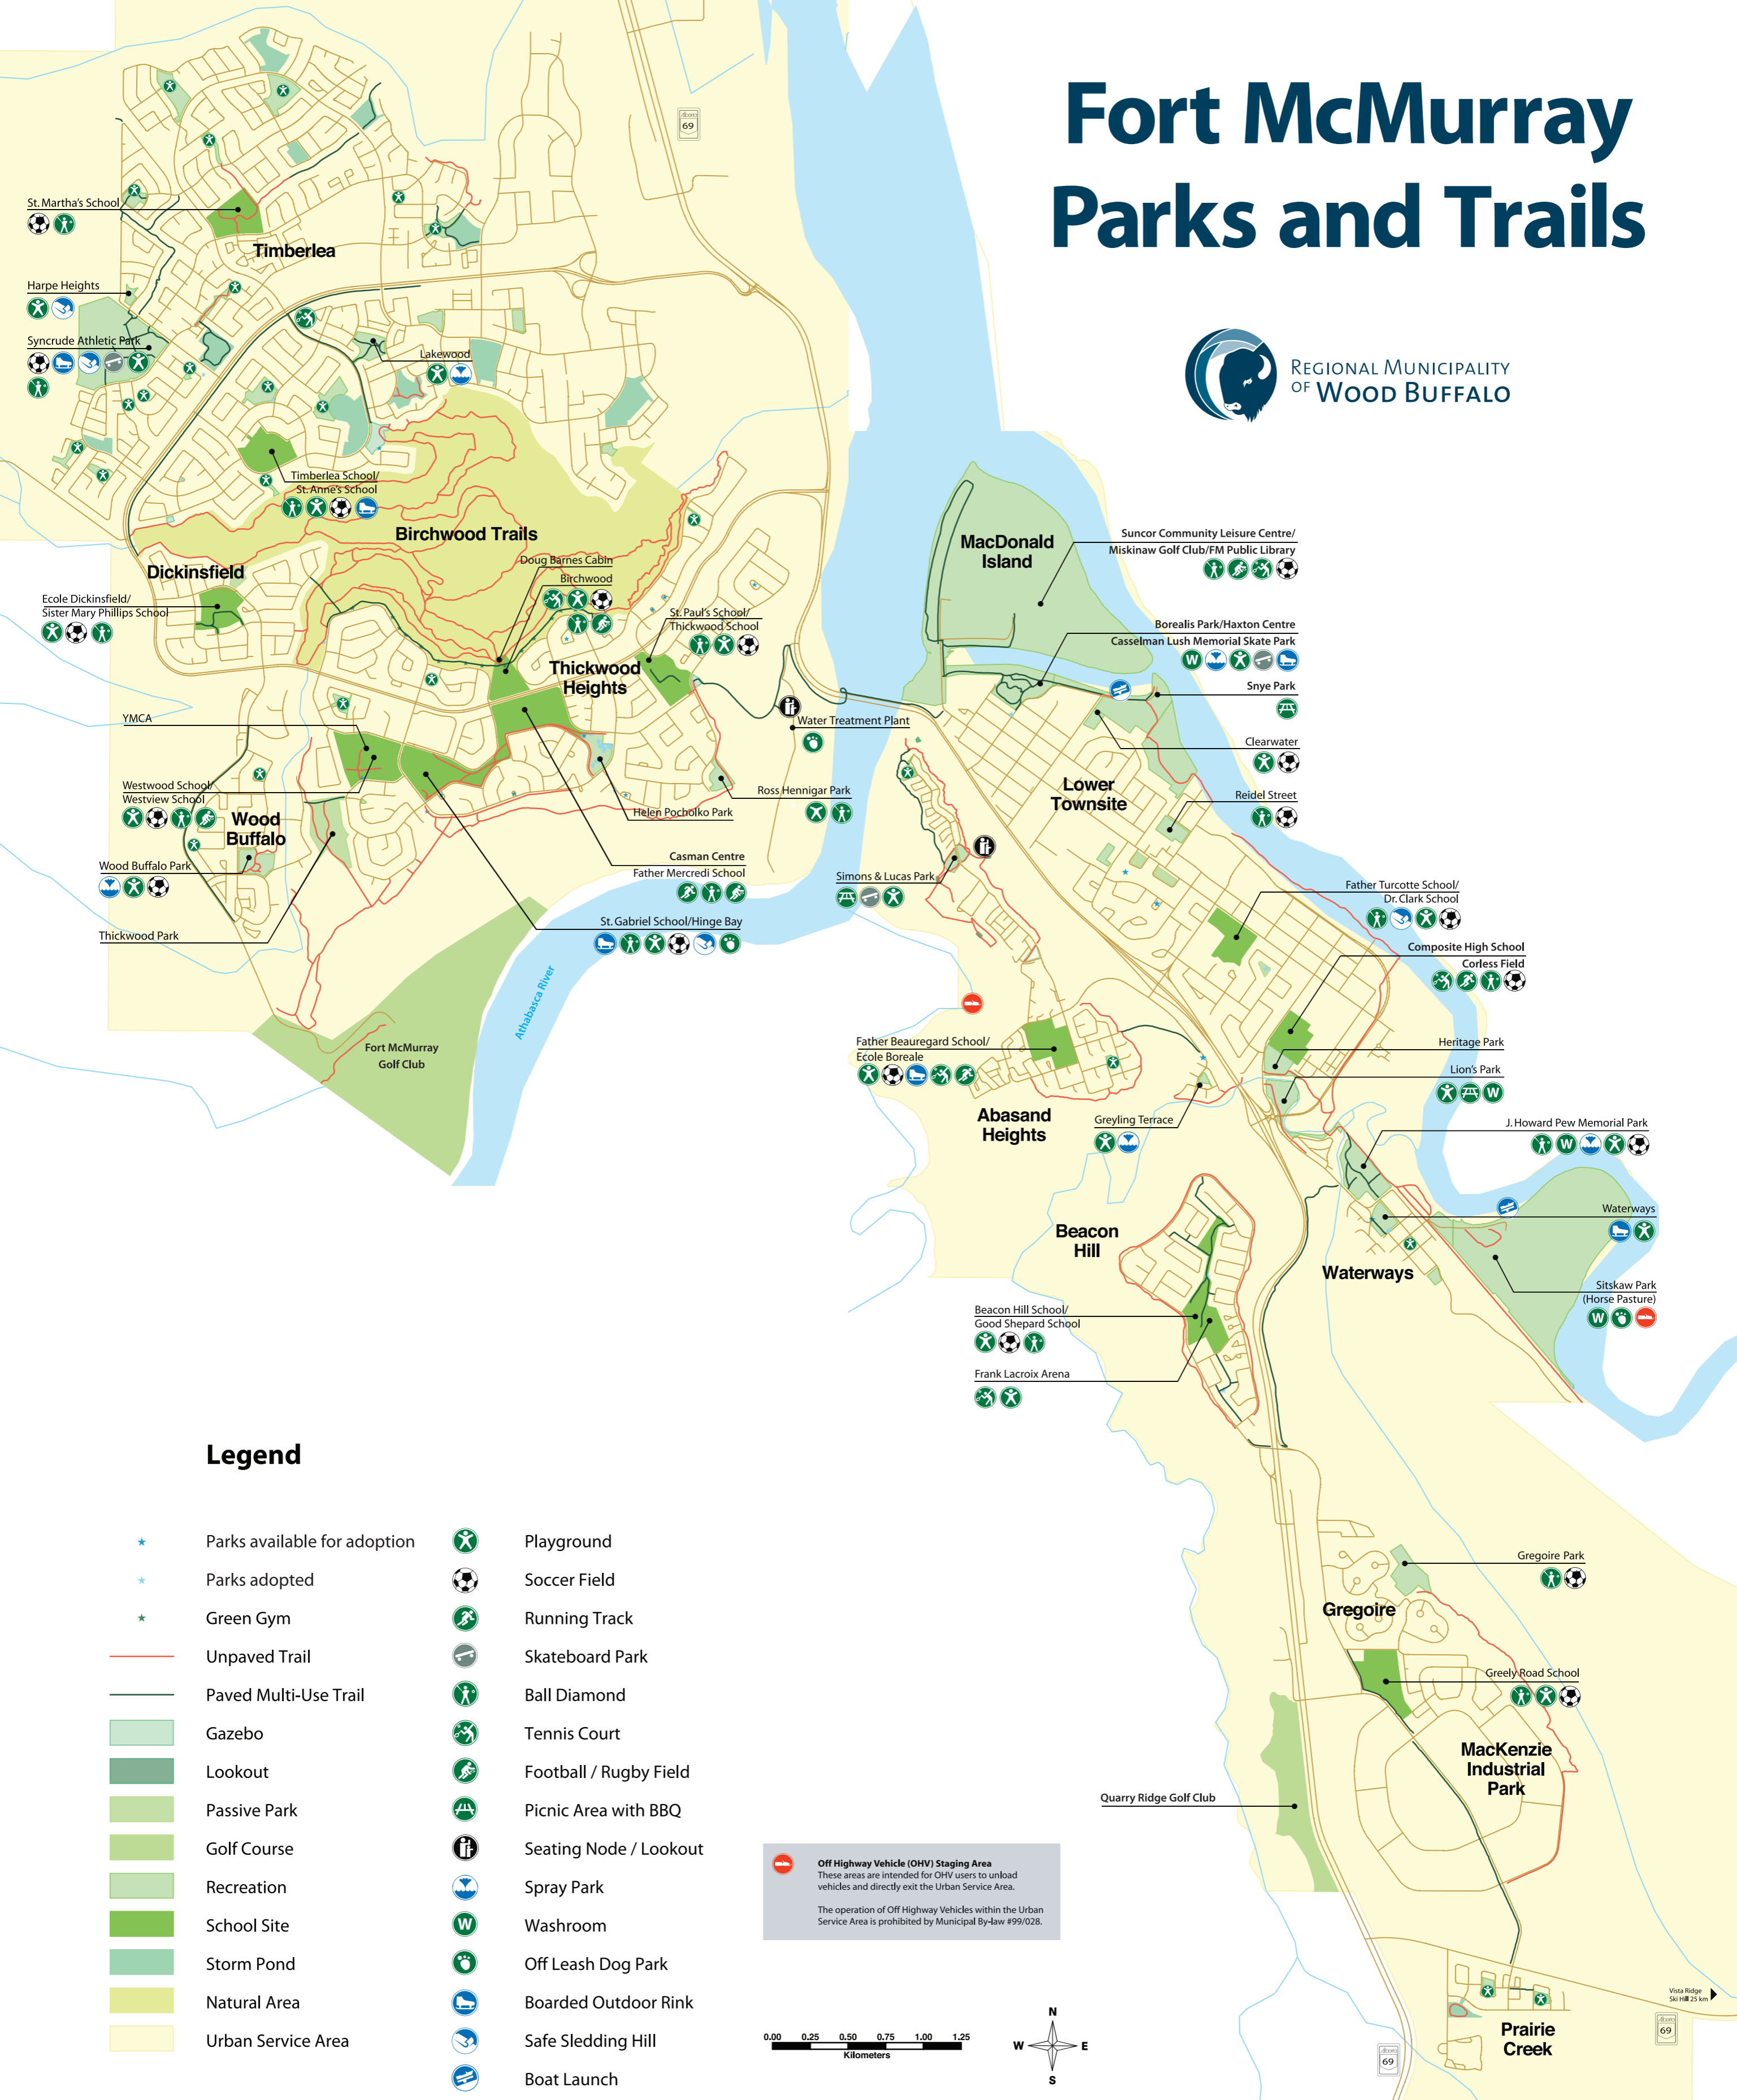 Fort McMurray
Parks and Trails
REGIONAL MUNICIPALITY
OF WOOD BUFFALO
69
St. Martha's School
Timberlea
Harpe Heights
Syncrude Athletic Park
Lakewood
Timberlea School/
St. Anne's School
Birchwood Trails
Dickinsfield
Doug Barnes Cabin
Birchwood
Ecole Dickinsfield/
Sister Mary Phillips School
St. Paul's School/
Thickwood School
Thickwood
Heights
YMCA
Water Treatment Plant
Westwood School/
Westview School
Wood
Buffalo
Ross Hennigar Park
Helen Pocholko Park
Wood Buffalo Park
Casman Centre
Father Mercredi School
Thickwood Park
St. Gabriel School/Hinge Bay
Athabasca River
Fort McMurray
Golf Club
MacDonald
Island
Suncor Community Leisure Centre/
Miskinaw Golf Club/FM Public Library
Borealis Park/Haxton Centre
Casselman Lush Memorial Skate Park
W
Snye Park
Clearwater
Lower
Townsite
Reidel Street
Simons & Lucas Park
Father Turcotte School/
Dr. Clark School
Composite High School
Corless Field
Father Beauregard School/
Ecole Boreale
Heritage Park
Lion's Park
W
Abasand
Heights
Greyling Terrace
J. Howard Pew Memorial Park
W
Beacon
Hill
Waterways
Waterways
Sitskaw Park
(Horse Pasture)
W
Beacon Hill School/
Good Shepard School
Frank Lacroix Arena
Gregoire Park
Gregoire
Greely Road School
MacKenzie
Industrial
Park
Quarry Ridge Golf Club
Vista Ridge
Ski Hill 25 km
69
69
Prairie
Creek
Legend
Parks available for adoption
Parks adopted
Green Gym
Unpaved Trail
Paved Multi-Use Trail
Gazebo
Lookout
Passive Park
Golf Course
Recreation
School Site
Storm Pond
Natural Area
Urban Service Area
Playground
Soccer Field
Running Track
Skateboard Park
Ball Diamond
Tennis Court
Football / Rugby Field
Picnic Area with BBQ
Seating Node / Lookout
Spray Park
W Washroom
Off Leash Dog Park
Boarded Outdoor Rink
Safe Sledding Hill
Boat Launch
Off Highway Vehicle (OHV) Staging Area
These areas are intended for OHV users to unload
vehicles and directly exit the Urban Service Area.
The operation of Off Highway Vehicles within the Urban
Service Area is prohibited by Municipal By-law #99/028.
0.00 0.25 0.50 0.75 1.00 1.25
Kilometers
N
W E
S